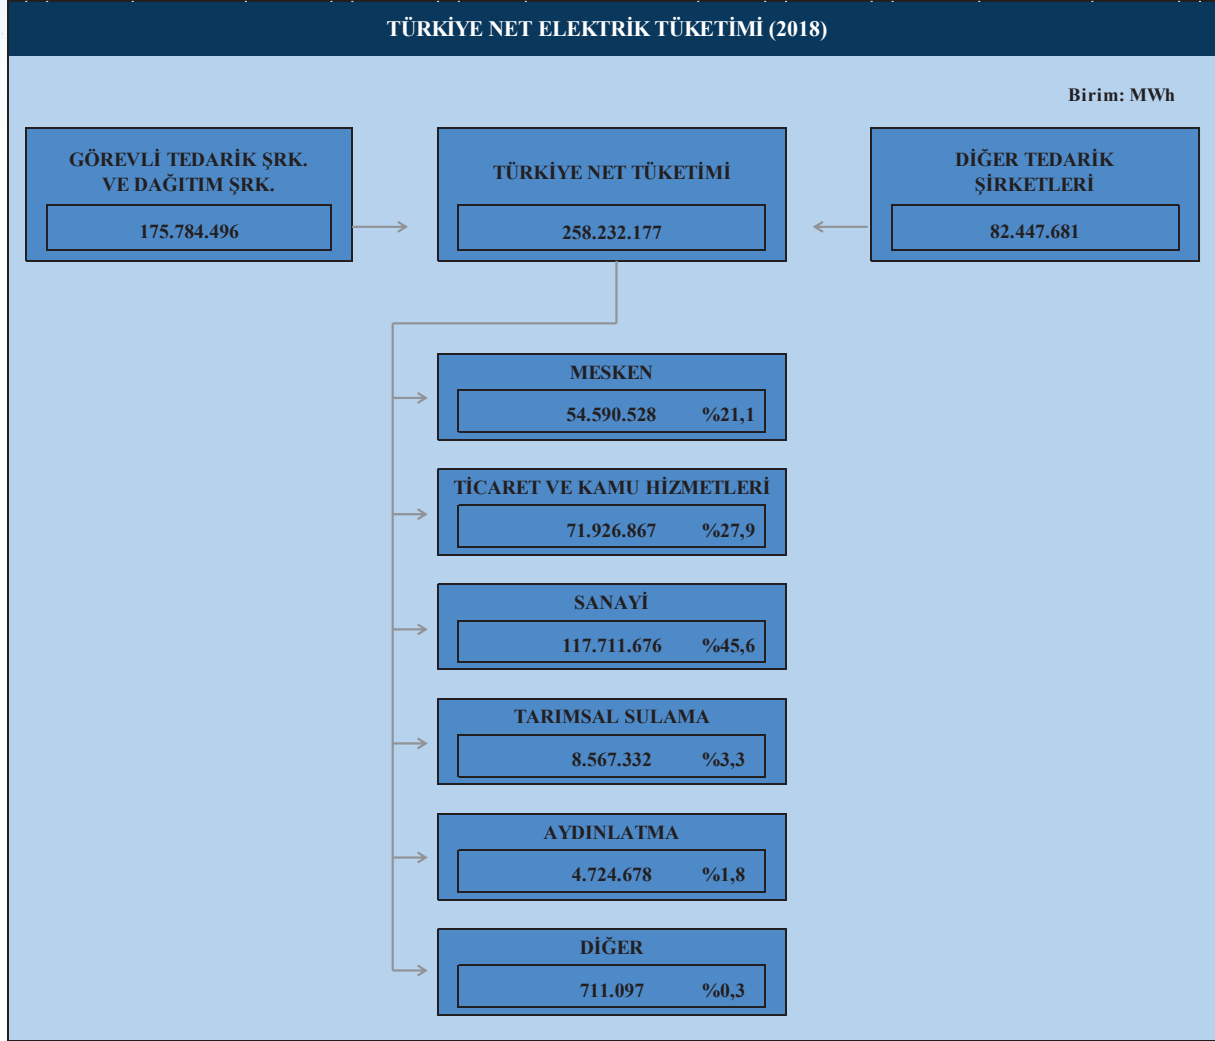 TÜRKİYE NET ELEKTRİK TÜKETİMİ (2018)
Birim: MWh
GÖREVLİ TEDARİK ŞRK.
VE DAĞITIM ŞRK.
175.784.496
TÜRKİYE NET TÜKETİMİ
258.232.177
DİĞER TEDARİK
ŞİRKETLERİ
82.447.681
MESKEN
54.590.528 %21,1
TİCARET VE KAMU HİZMETLERİ
71.926.867 %27,9
SANAYİ
117.711.676 %45,6
TARIMSAL SULAMA
8.567.332 %3,3
AYDINLATMA
4.724.678 %1,8
DİĞER
711.097 %0,3